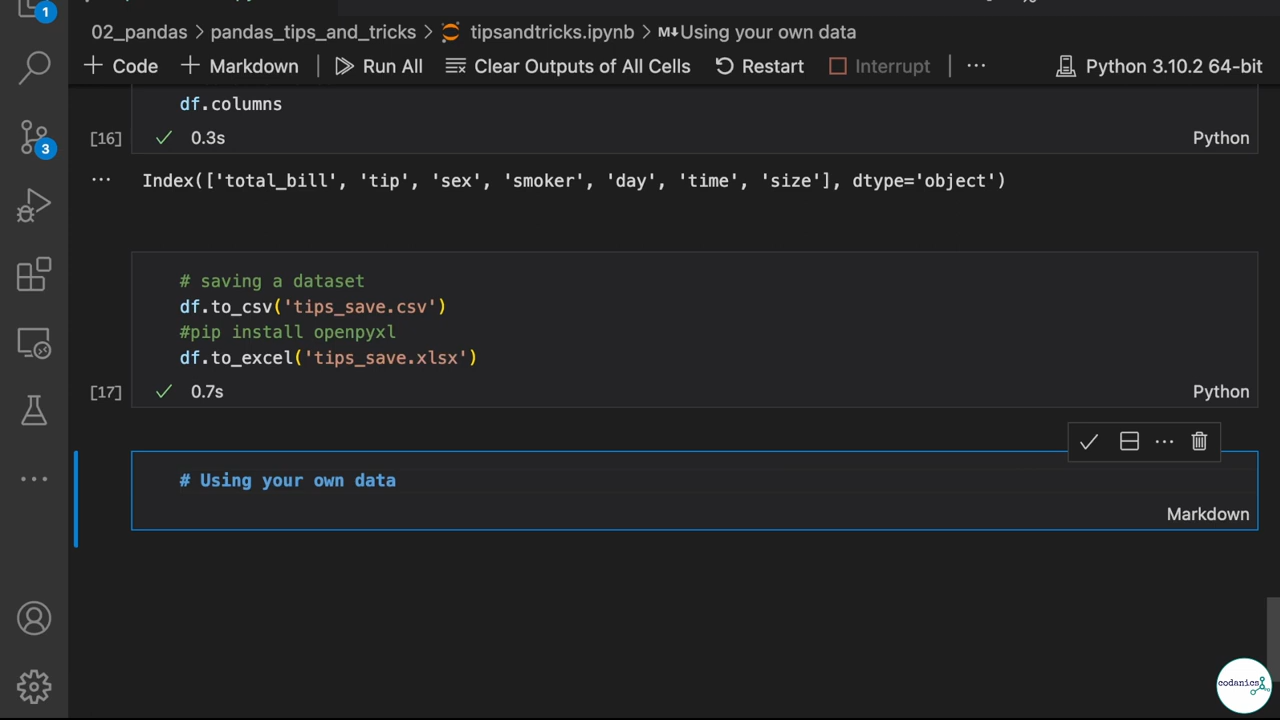 1
02_pandas > pandas_tips_and_tricks > tipsandtricks.ipynb > M↓Using your own data
+ Code + Markdown | Run All Clear Outputs of All Cells Restart Interrupt | ... Python 3.10.2 64-bit
df.columns
[16] ✓ 0.3s Python
3
... Index(['total_bill', 'tip', 'sex', 'smoker', 'day', 'time', 'size'], dtype='object')
# saving a dataset
df.to_csv('tips_save.csv')
#pip install openpyxl
df.to_excel('tips_save.xlsx')
[17] ✓ 0.7s Python
# Using your own data
Markdown
codanics